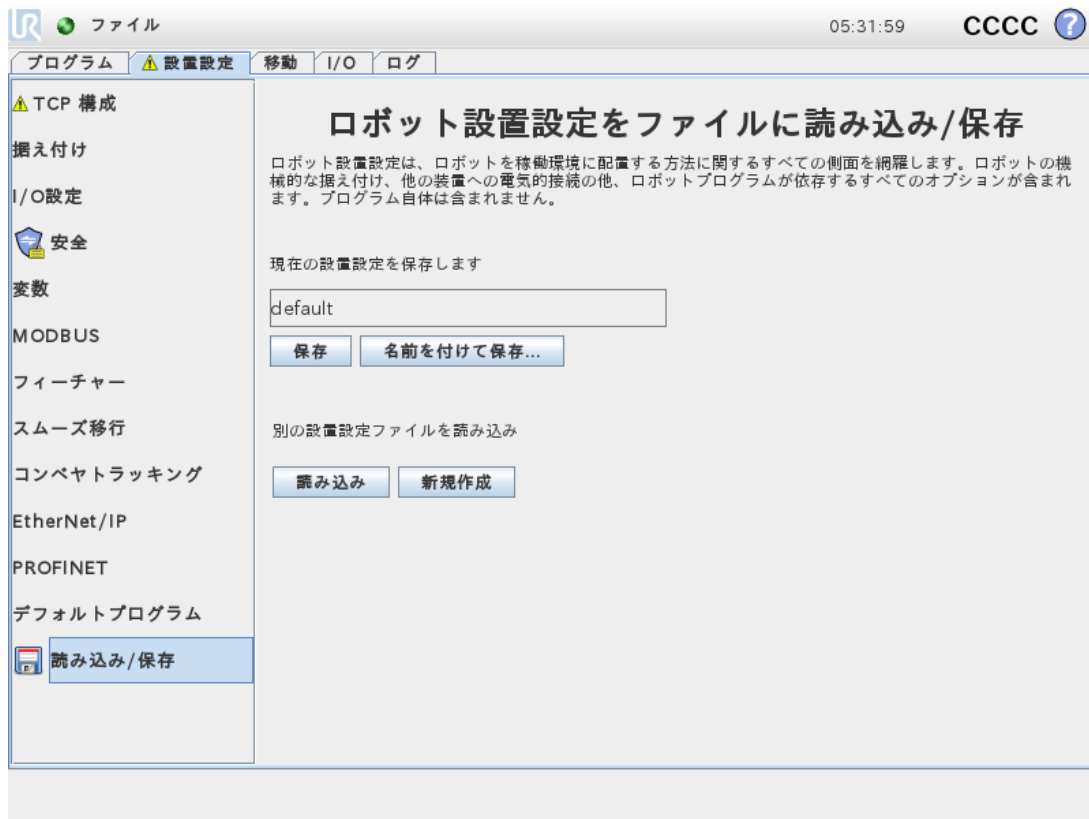 UR ファイル 05:31:59 CCCC ?
プログラム 設置設定 移動 I/O ログ
TCP 構成
据え付け
I/O設定
安全
変数
MODBUS
フィーチャー
スムーズ移行
コンベヤトラッキング
EtherNet/IP
PROFINET
デフォルトプログラム
読み込み/保存
ロボット設置設定をファイルに読み込み/保存
ロボット設置設定は、ロボットを稼働環境に配置する方法に関するすべての側面を網羅します。ロボットの機
械的な据え付け、他の装置への電気的接続の他、ロボットプログラムが依存するすべてのオプションが含まれ
ます。プログラム自体は含まれません。
現在の設置設定を保存します
default
保存 名前を付けて保存...
別の設置設定ファイルを読み込み
読み込み 新規作成